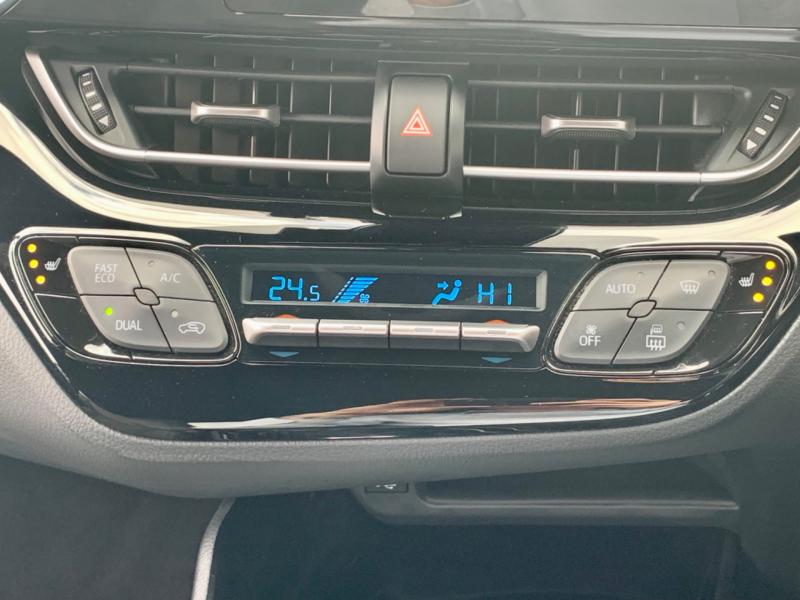 FAST
ECO
A/C
DUAL
24.5
HI
AUTO
OFF